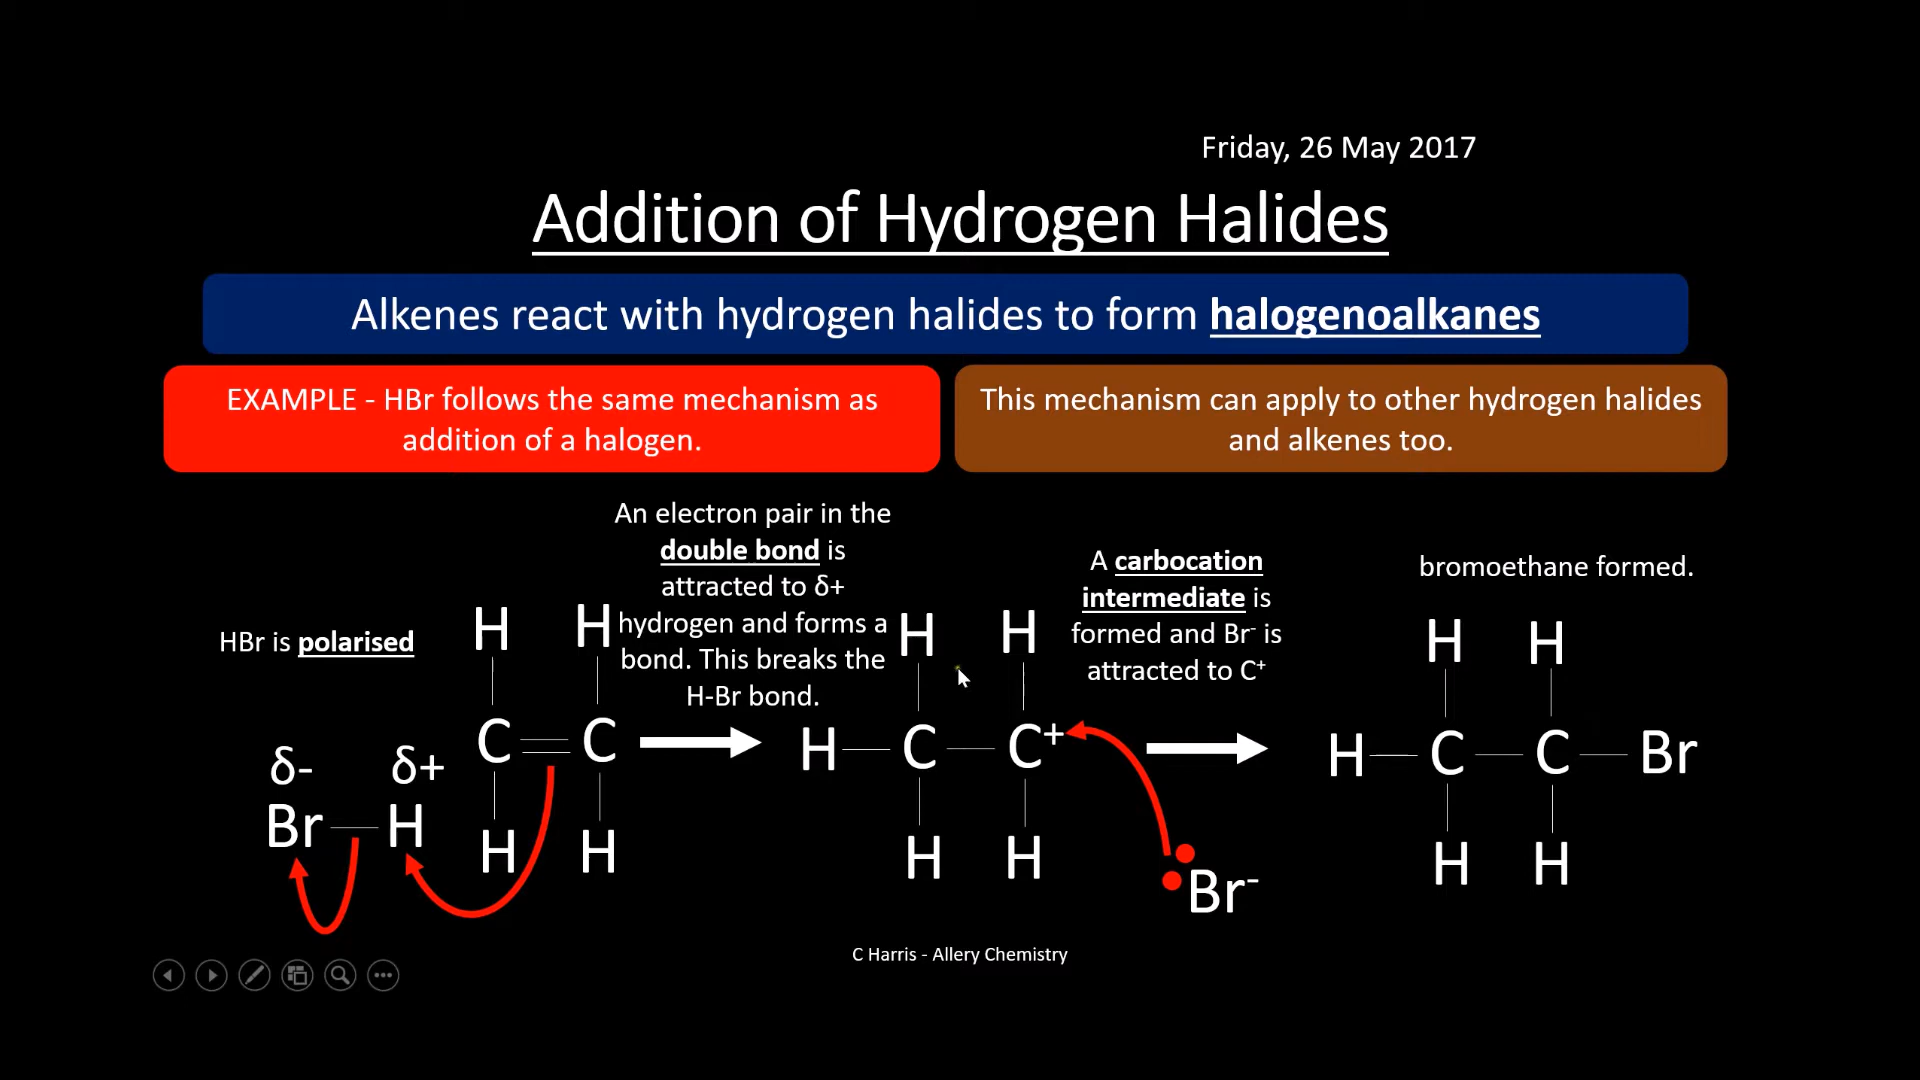 Friday, 26 May 2017
Addition of Hydrogen Halides
Alkenes react with hydrogen halides to form halogenoalkanes
EXAMPLE - HBr follows the same mechanism as
addition of a halogen.
This mechanism can apply to other hydrogen halides
and alkenes too.
HBr is polarised
δ- δ+
Br H
H H
C C
H H
An electron pair in the
double bond is
attracted to δ+
hydrogen and forms a
bond. This breaks the
H-Br bond.
H H
H C C+
H H
A carbocation
intermediate is
formed and Br- is
attracted to C+
Br-
bromoethane formed.
H H
H C C Br
H H
C Harris - Allery Chemistry